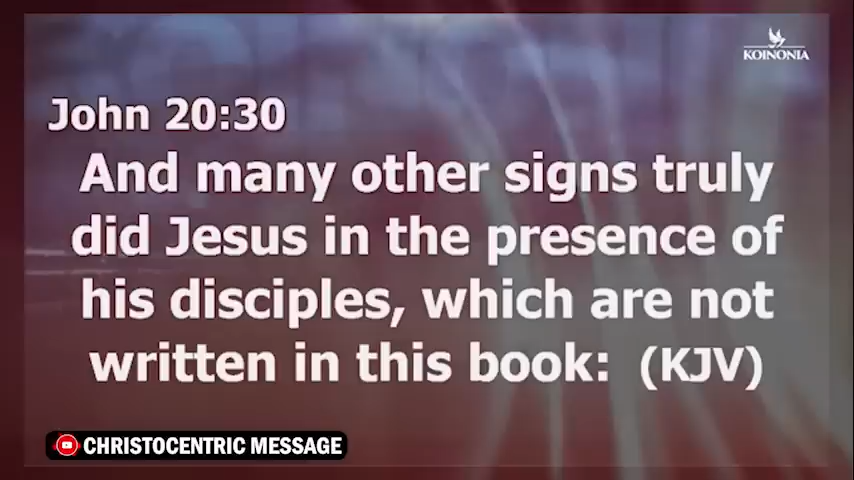 KOINONIA
John 20:30
And many other signs truly
did Jesus in the presence of
his disciples, which are not
written in this book: (KJV)
CHRISTOCENTRIC MESSAGE